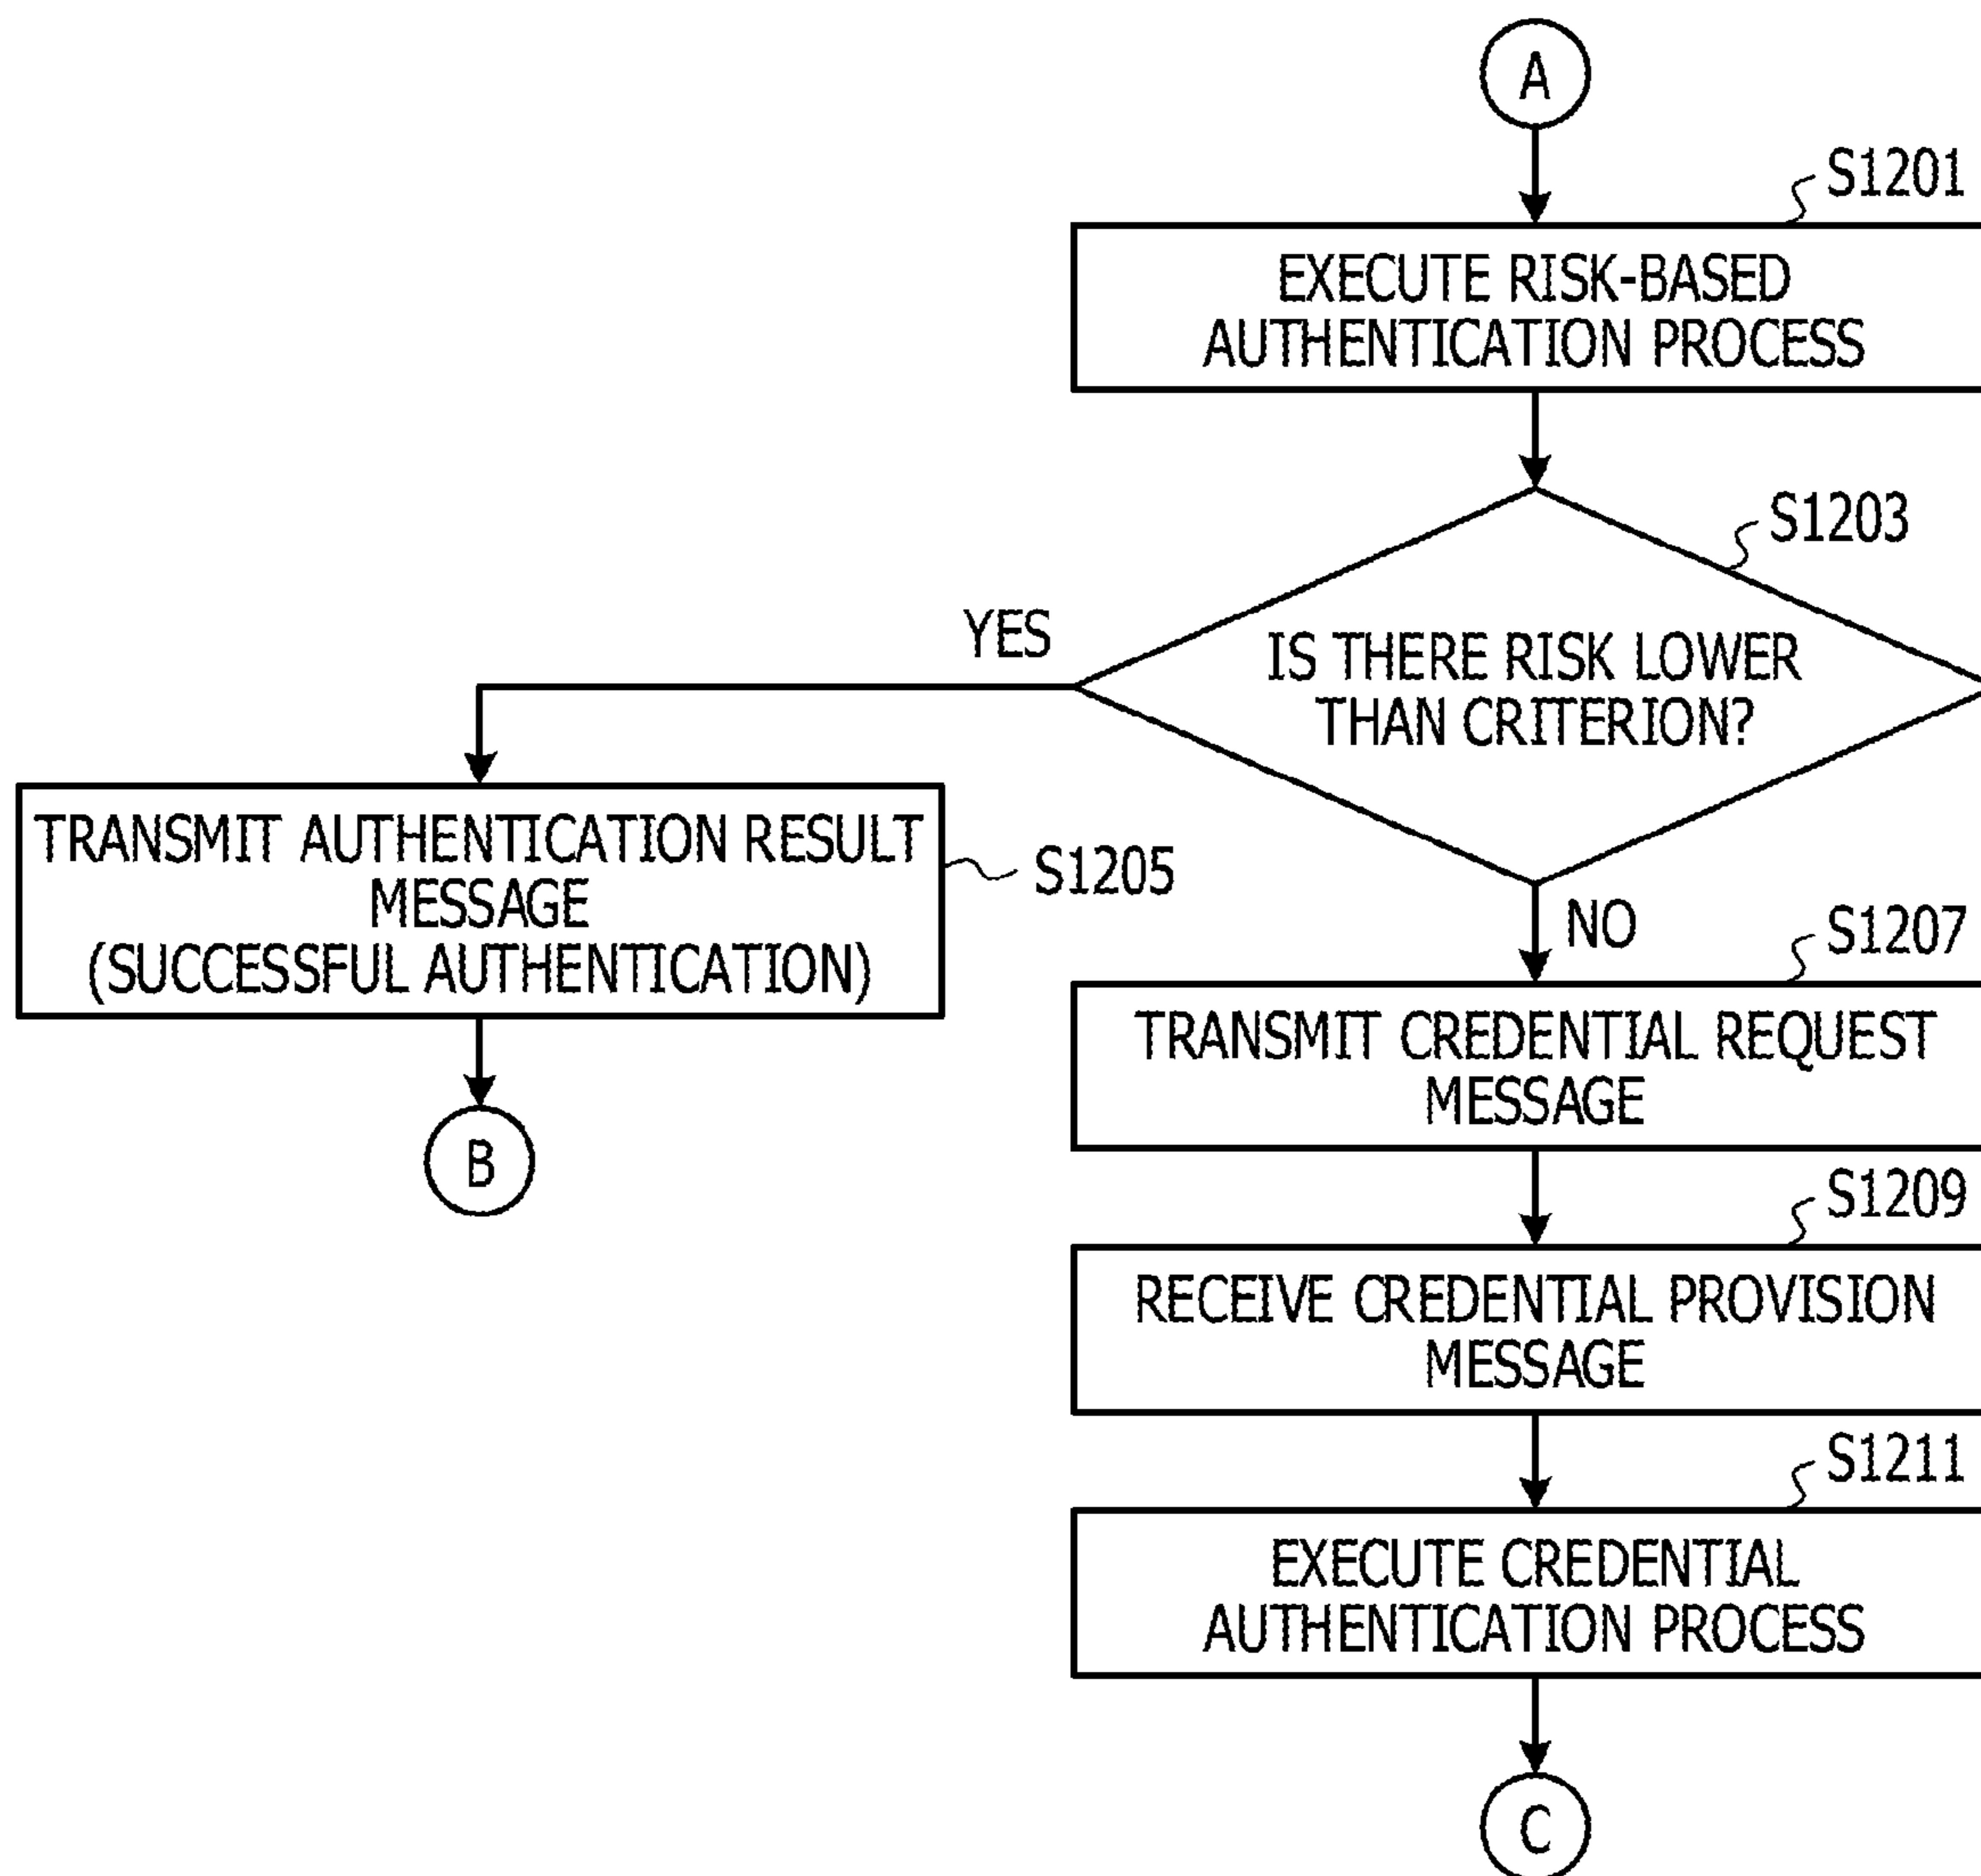 A
S1201
EXECUTE RISK-BASED
AUTHENTICATION PROCESS
S1203
IS THERE RISK LOWER
THAN CRITERION?
YES
TRANSMIT AUTHENTICATION RESULT
MESSAGE
(SUCCESSFUL AUTHENTICATION)
S1205
B
NO
S1207
TRANSMIT CREDENTIAL REQUEST
MESSAGE
S1209
RECEIVE CREDENTIAL PROVISION
MESSAGE
S1211
EXECUTE CREDENTIAL
AUTHENTICATION PROCESS
C